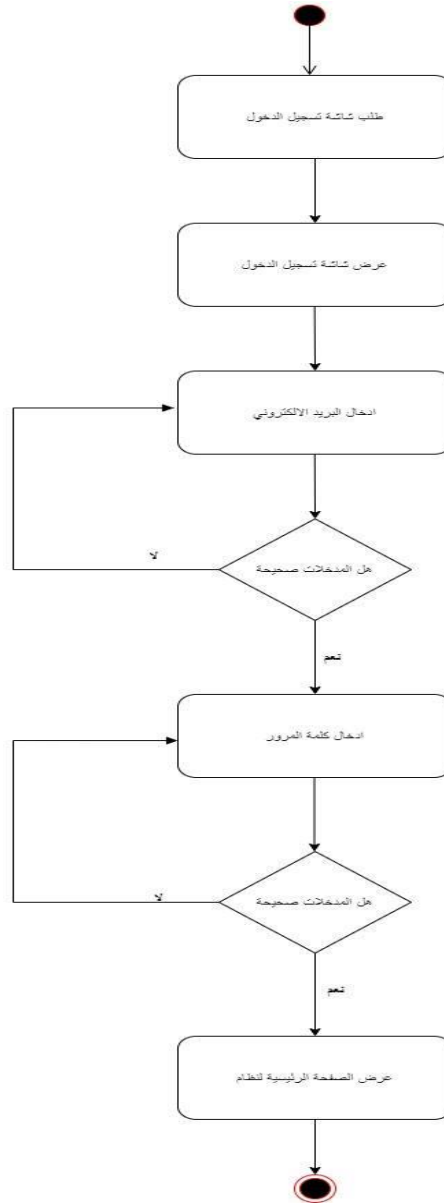 طلب شاشة تسجيل الدخول
عرض شاشة تسجيل الدخول
ادخال البريد الالكتروني
هل المدخلات صحيحة
لا
نعم
ادخال كلمة المرور
هل المدخلات صحيحة
لا
نعم
عرض الصفحة الرئيسية لنظام